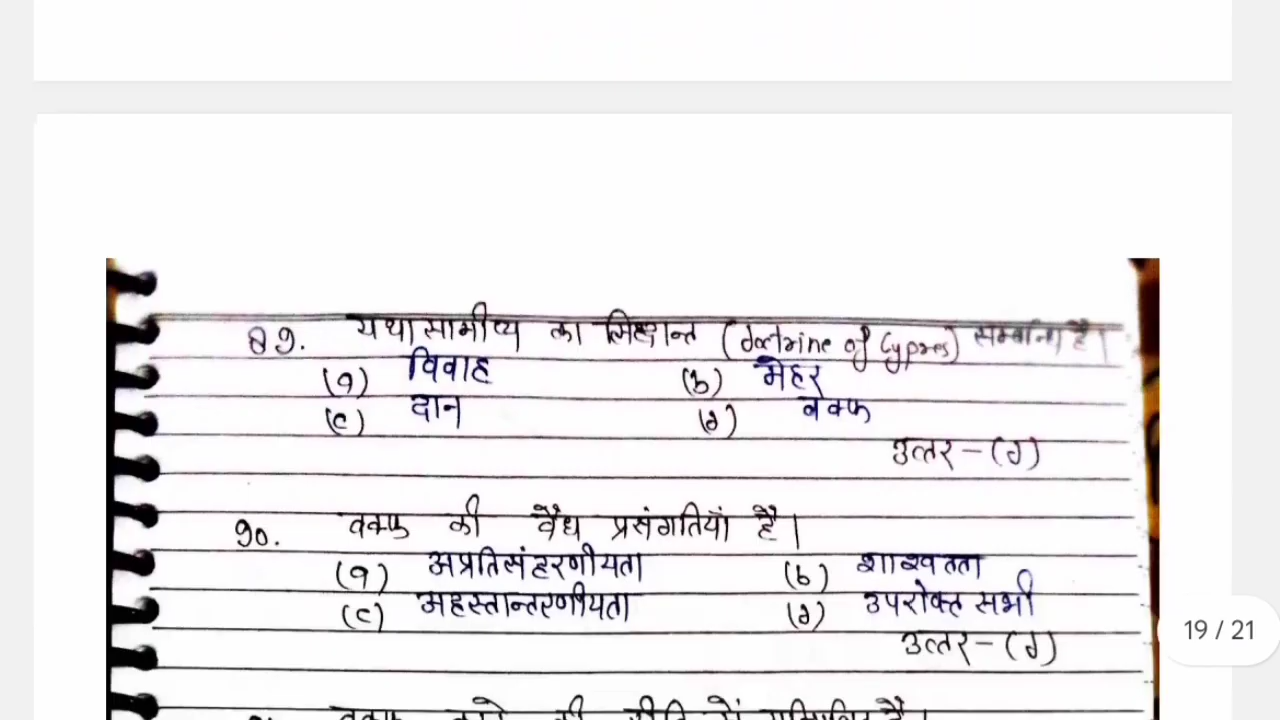 89. यथासामीप्य का सिद्धान्त (doctrine of Cypres) सम्बन्धित है।
(a) विवाह (b) मेहर
(c) दान (d) वक्फ
उत्तर - (d)
90. वक्फ की वैध प्रसंगतियाँ है।
(a) अप्रतिसंहरणीयता (b) शाश्वतता
(c) अहस्तान्तरणीयता (d) उपरोक्त सभी
उत्तर - (d)
19 / 21